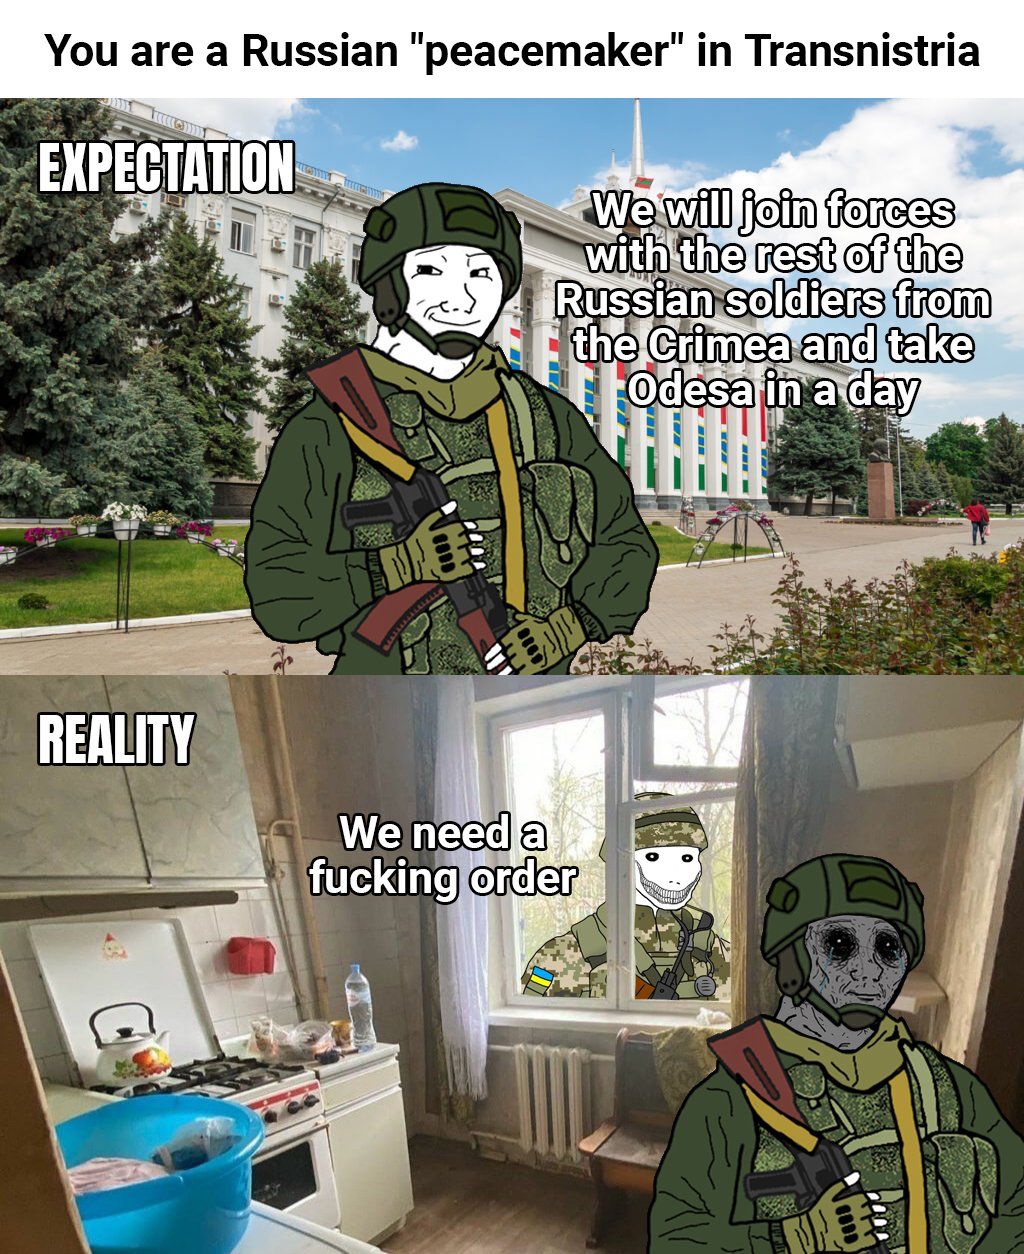 You are a Russian "peacemaker" in Transnistria
EXPECTATION
We will join forces
with the rest of the
Russian soldiers from
the Crimea and take
Odesa in a day
REALITY
We need a
fucking order